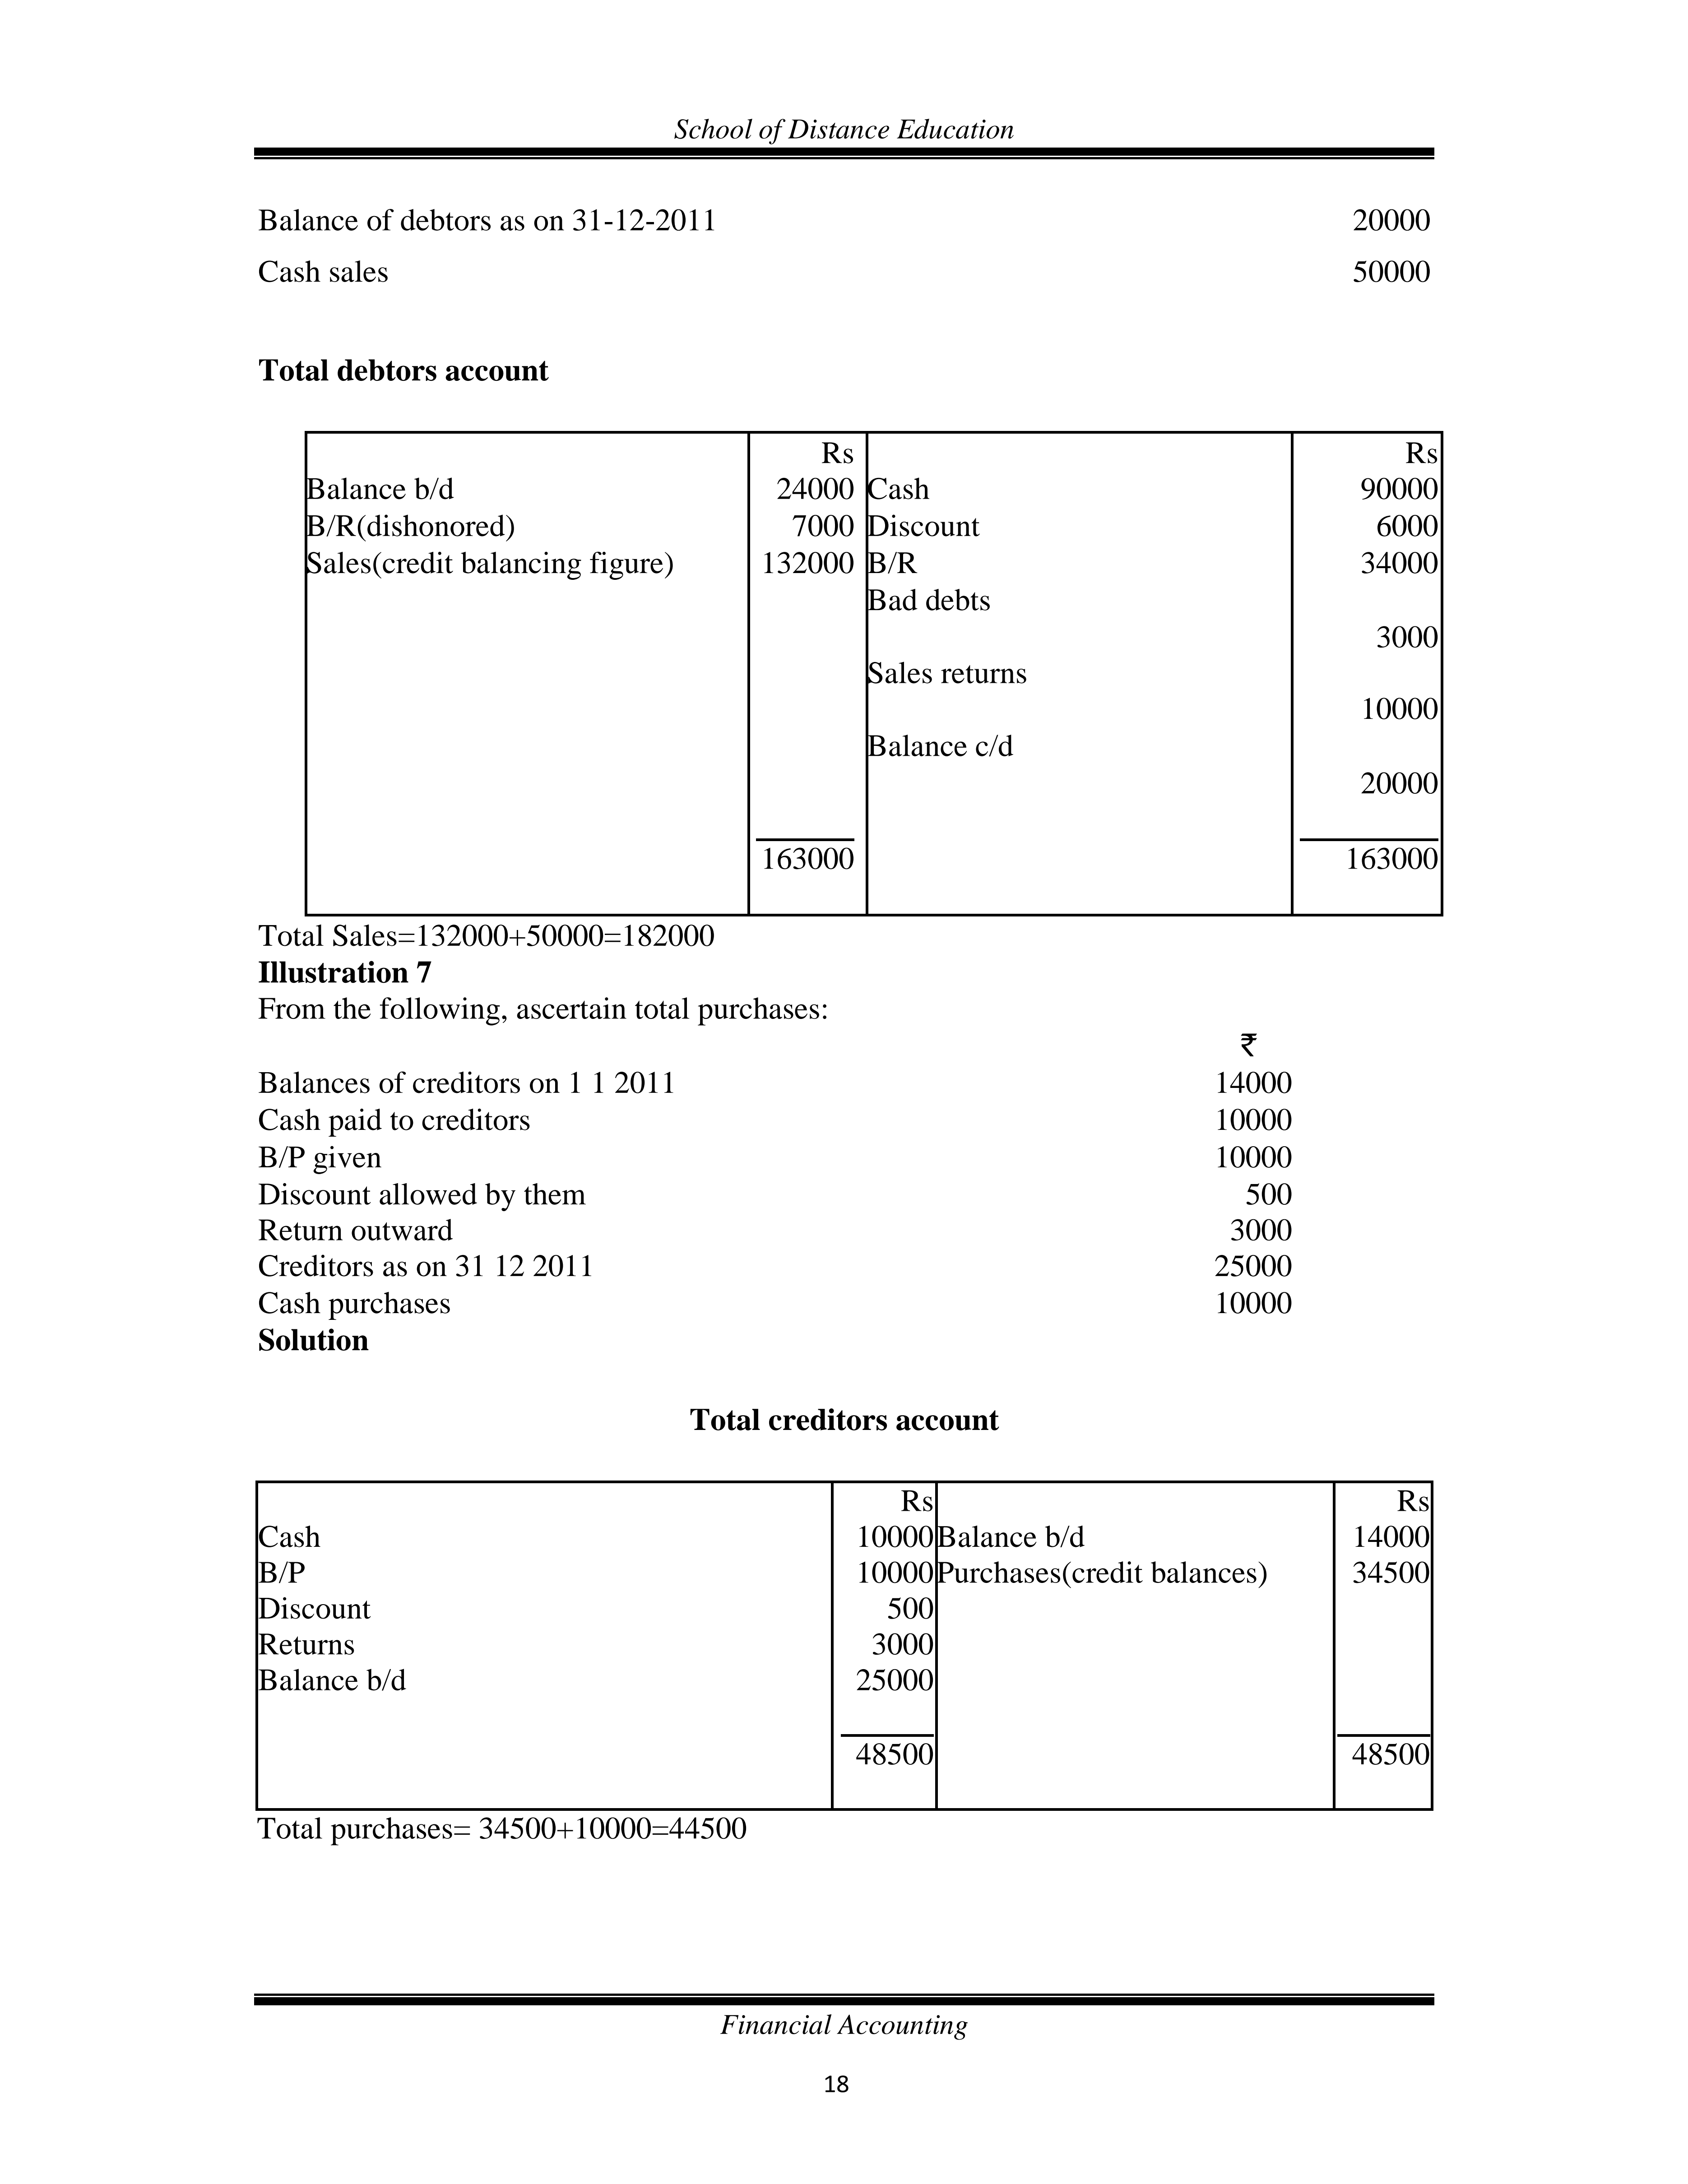 School of Distance Education
Balance of debtors as on 31-12-2011 20000
Cash sales 50000
Total debtors account
Rs Rs
Balance b/d 24000 Cash 90000
B/R(dishonored) 7000 Discount 6000
Sales(credit balancing figure) 132000 B/R 34000
Bad debts
3000
Sales returns
10000
Balance c/d
20000
163000 163000
Total Sales=132000+50000=182000
Illustration 7
From the following, ascertain total purchases:
₹
Balances of creditors on 1 1 2011 14000
Cash paid to creditors 10000
B/P given 10000
Discount allowed by them 500
Return outward 3000
Creditors as on 31 12 2011 25000
Cash purchases 10000
Solution
Total creditors account
Rs Rs
Cash 10000 Balance b/d 14000
B/P 10000 Purchases(credit balances) 34500
Discount 500
Returns 3000
Balance b/d 25000
48500 48500
Total purchases= 34500+10000=44500
Financial Accounting
18